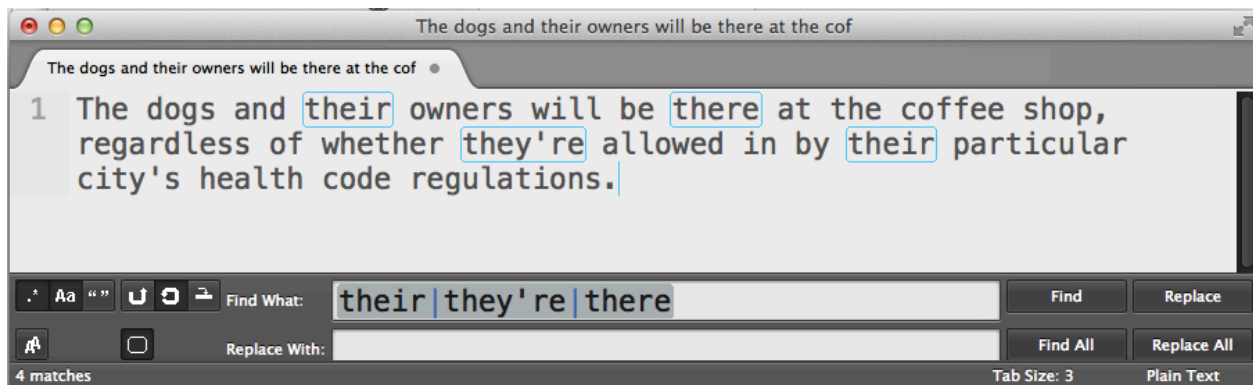 The dogs and their owners will be there at the cof
The dogs and their owners will be there at the cof
1 The dogs and their owners will be there at the coffee shop,
regardless of whether they're allowed in by their particular
city's health code regulations.
.* Aa “” Find What: their|they're|there Find Replace
Replace With: Find All Replace All
4 matches Tab Size: 3 Plain Text